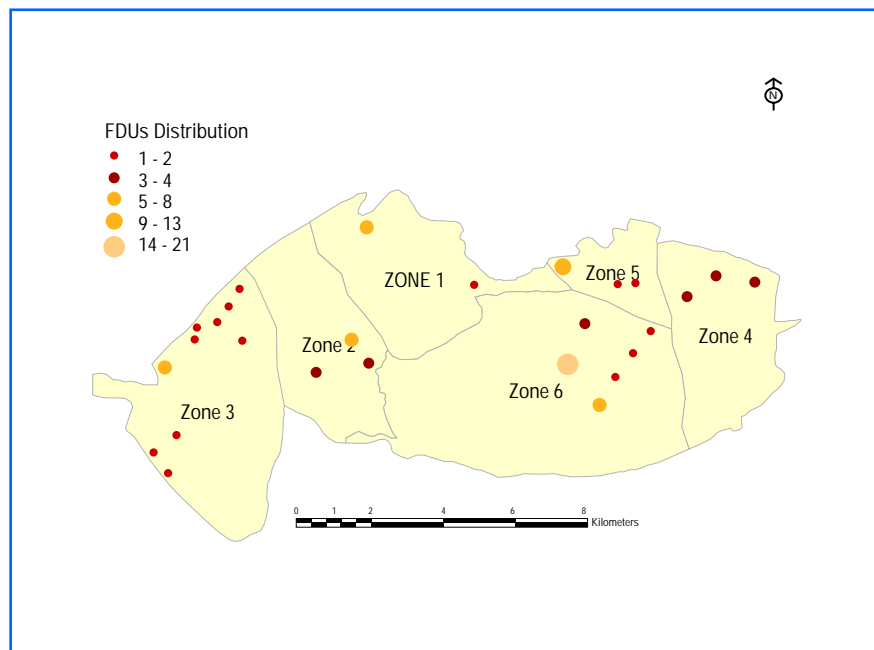 N
FDUs Distribution
1 - 2
3 - 4
5 - 8
9 - 13
14 - 21
ZONE 1
Zone 5
Zone 2
Zone 4
Zone 6
Zone 3
0 1 2 4 6 8
Kilometers